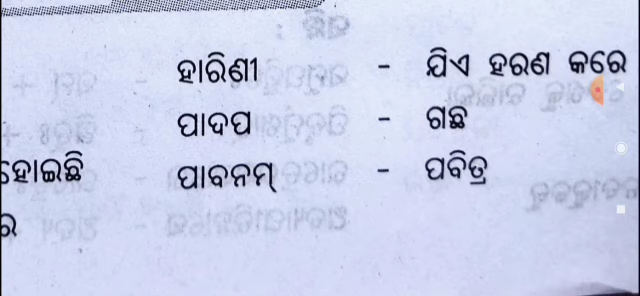 ହାରିଣୀ - ଯିଏ ହରଣ କରେ
ପାଦପ - ଗଛ
ହୋଇଛି ପାବନମ୍ - ପବିତ୍ର
ର